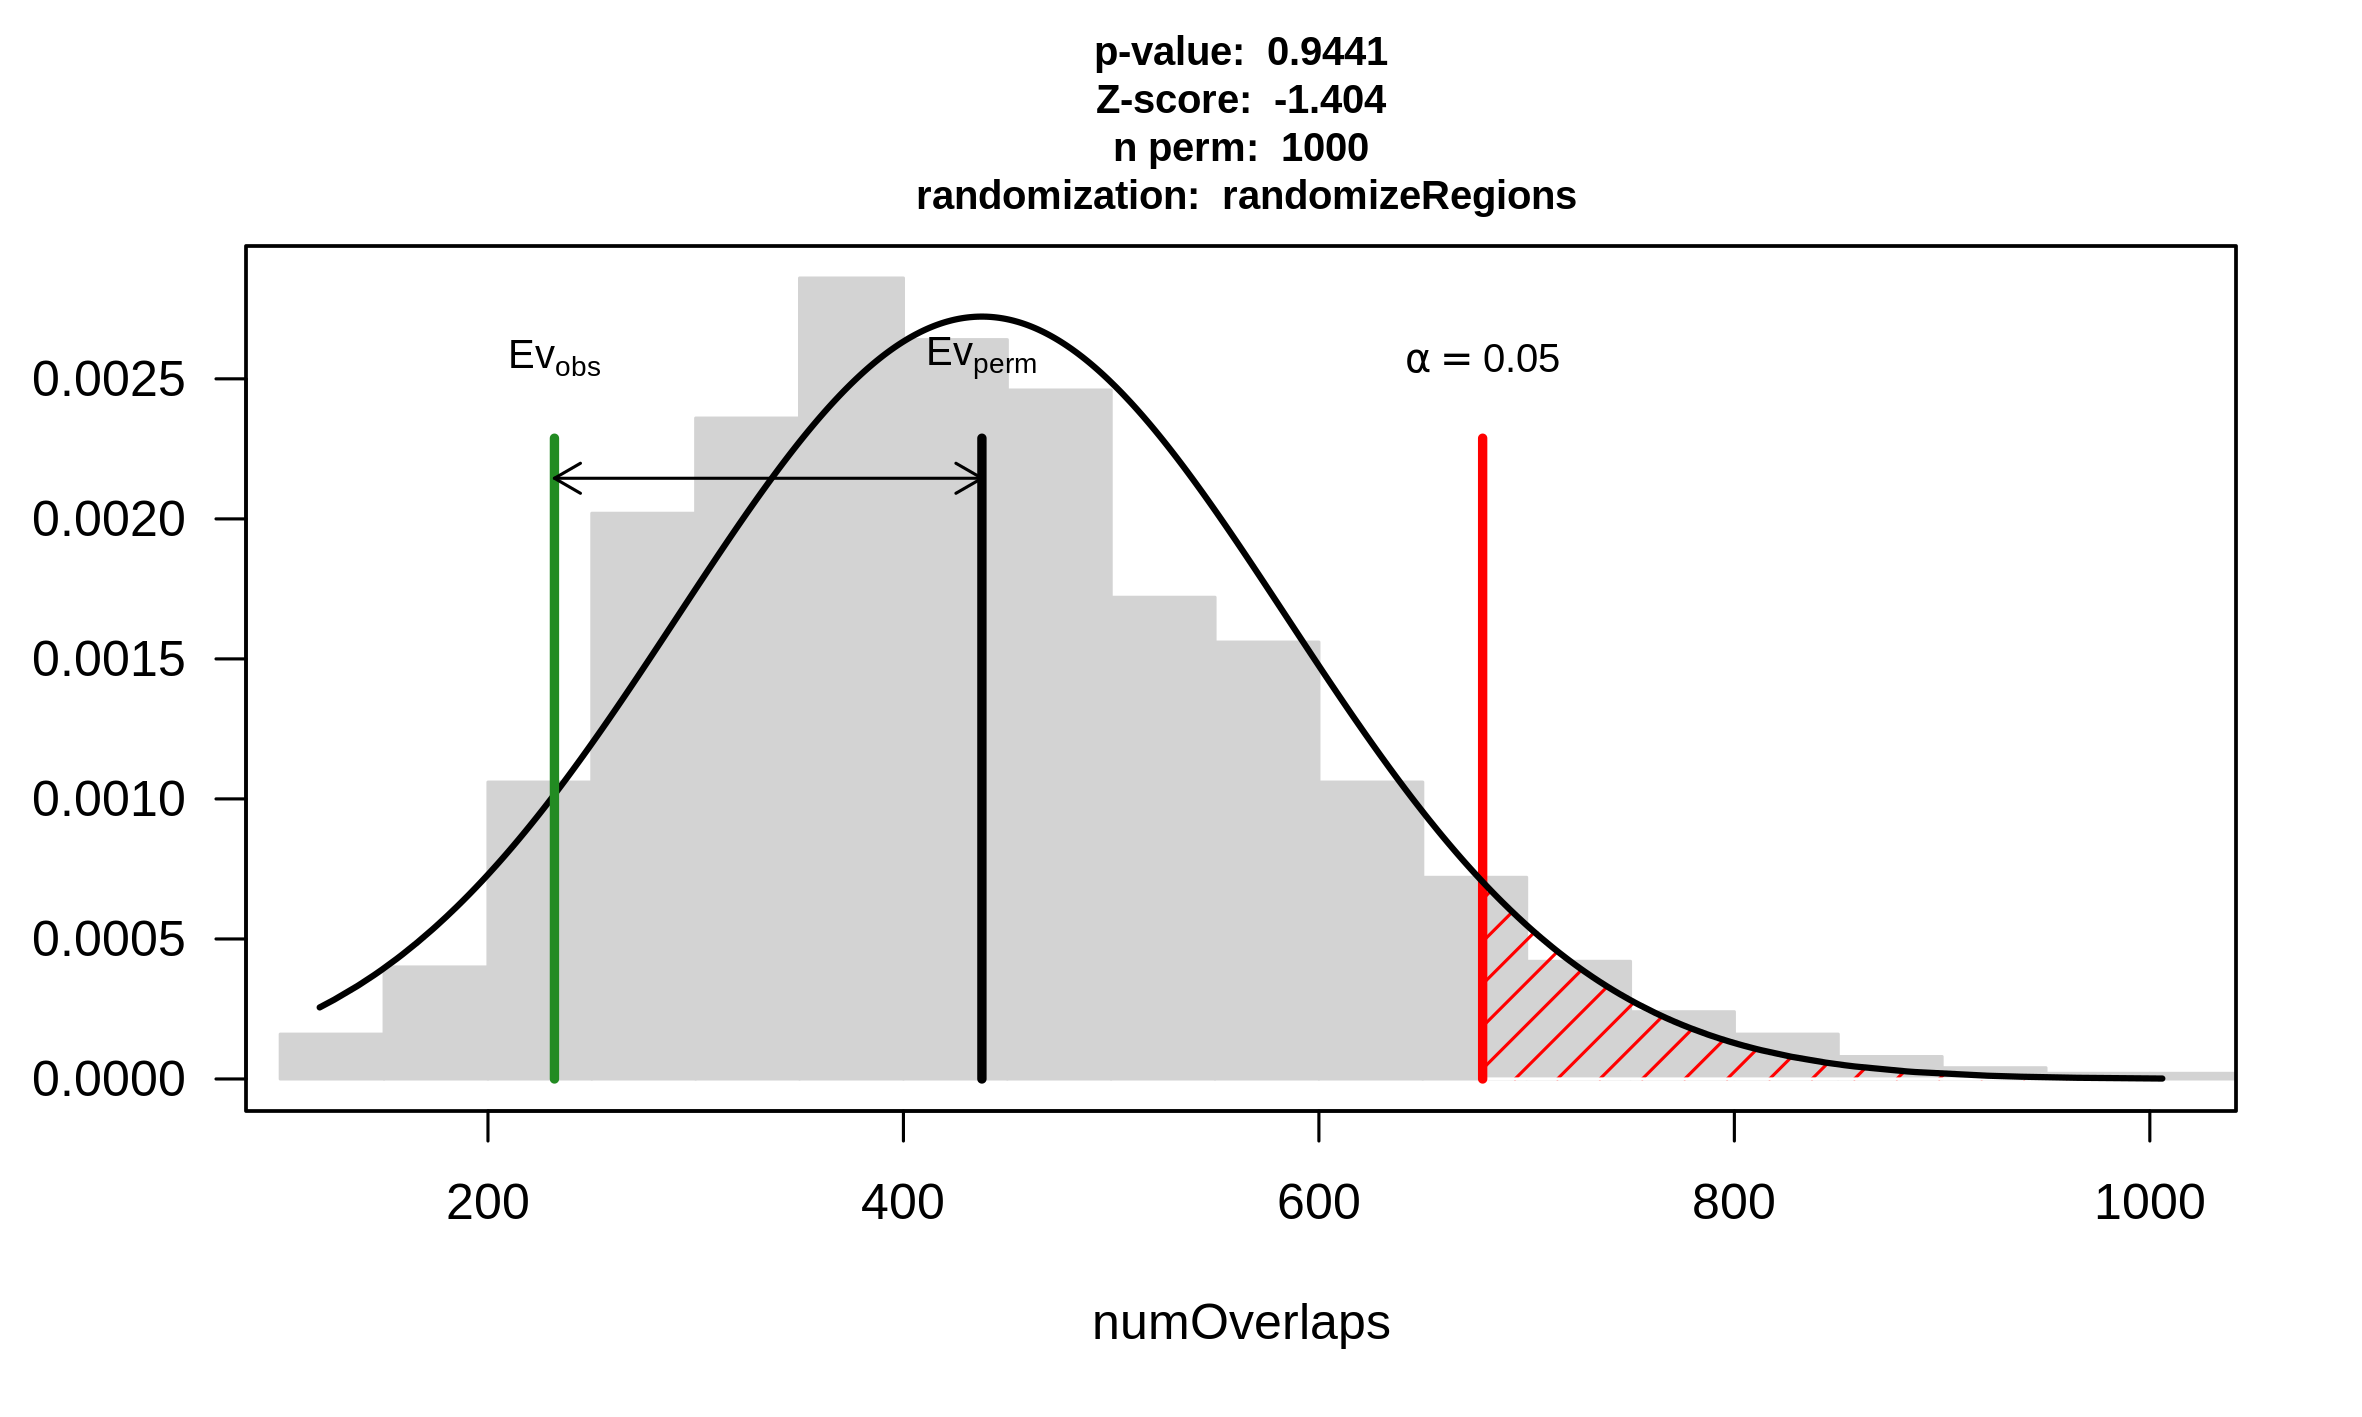 p-value: 0.9441
Z-score: -1.404
n perm: 1000
randomization: randomizeRegions
Evobs
Evperm
α = 0.05
0.0025
0.0020
0.0015
0.0010
0.0005
0.0000
200 400 600 800 1000
numOverlaps